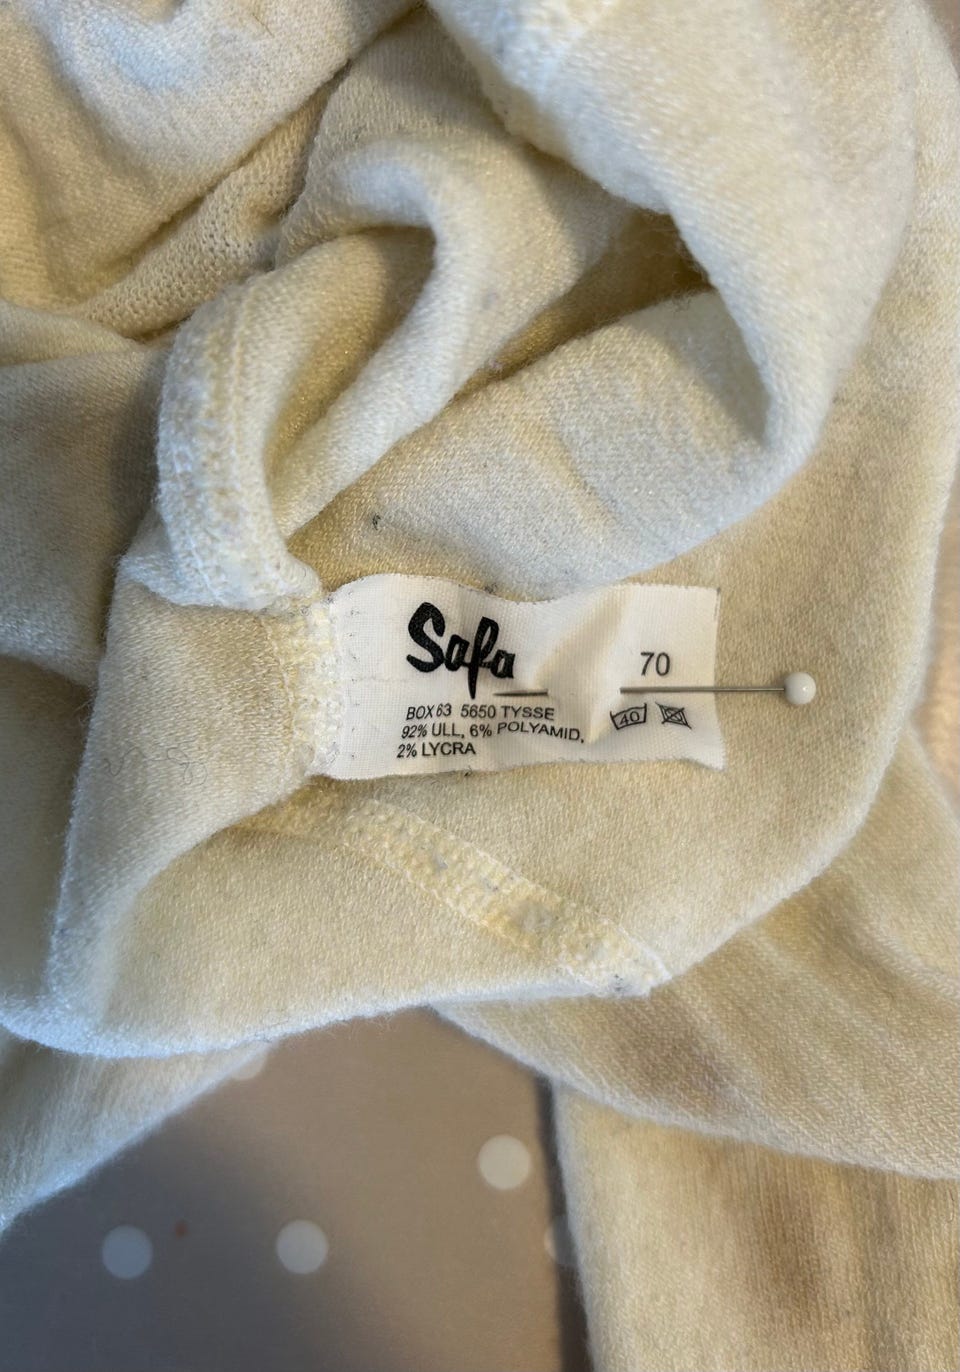 Safa
70
BOX 63 5650 TYSSE
40
92% ULL, 6% POLYAMID,
2% LYCRA